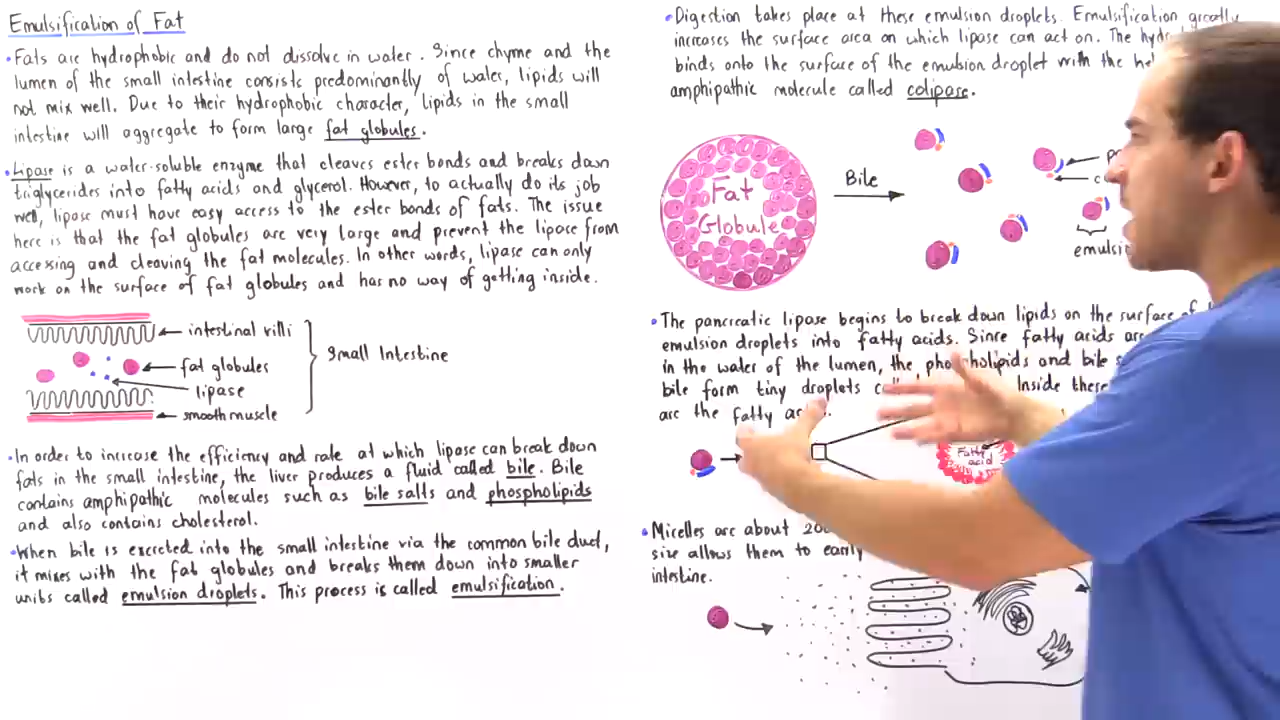 Emulsification of Fat
• Fats are hydrophobic and do not dissolve in water. Since chyme and the
lumen of the small intestine consists predominantly of water, lipids will
not mix well. Due to their hydrophobic character, lipids in the small
intestine will aggregate to form large fat globules.
• Lipase is a water-soluble enzyme that cleaves ester bonds and breaks down
triglycerides into fatty acids and glycerol. However, to actually do its job
well, lipase must have easy access to the ester bonds of fats. The issue
here is that the fat globules are very large and prevent the lipase from
accessing and cleaving the fat molecules. In other words, lipase can only
work on the surface of fat globules and has no way of getting inside.
intestinal villi
fat globules
lipase
smooth muscle
Small Intestine
• In order to increase the efficiency and rate at which lipase can break down
fats in the small intestine, the liver produces a fluid called bile. Bile
contains amphipathic molecules such as bile salts and phospholipids
and also contains cholesterol.
• When bile is excreted into the small intestine via the common bile duct,
it mixes with the fat globules and breaks them down into smaller
units called emulsion droplets. This process is called emulsification.
• Digestion takes place at these emulsion droplets. Emulsification greatly
increases the surface area on which lipase can act on. The
binds onto the surface of the emulsion droplet with the
amphipathic molecule called colipase.
Fat
Globule
Bile
• The pancreatic lipase begins to break down lipids on the surface of
emulsion droplets into fatty acids. Since fatty acids are
in the water of the lumen, the phospholipids and bile
bile form tiny droplets Inside these
are the fatty
Fatty
acid
• Micelles are about
size allows them to easily
intestine.